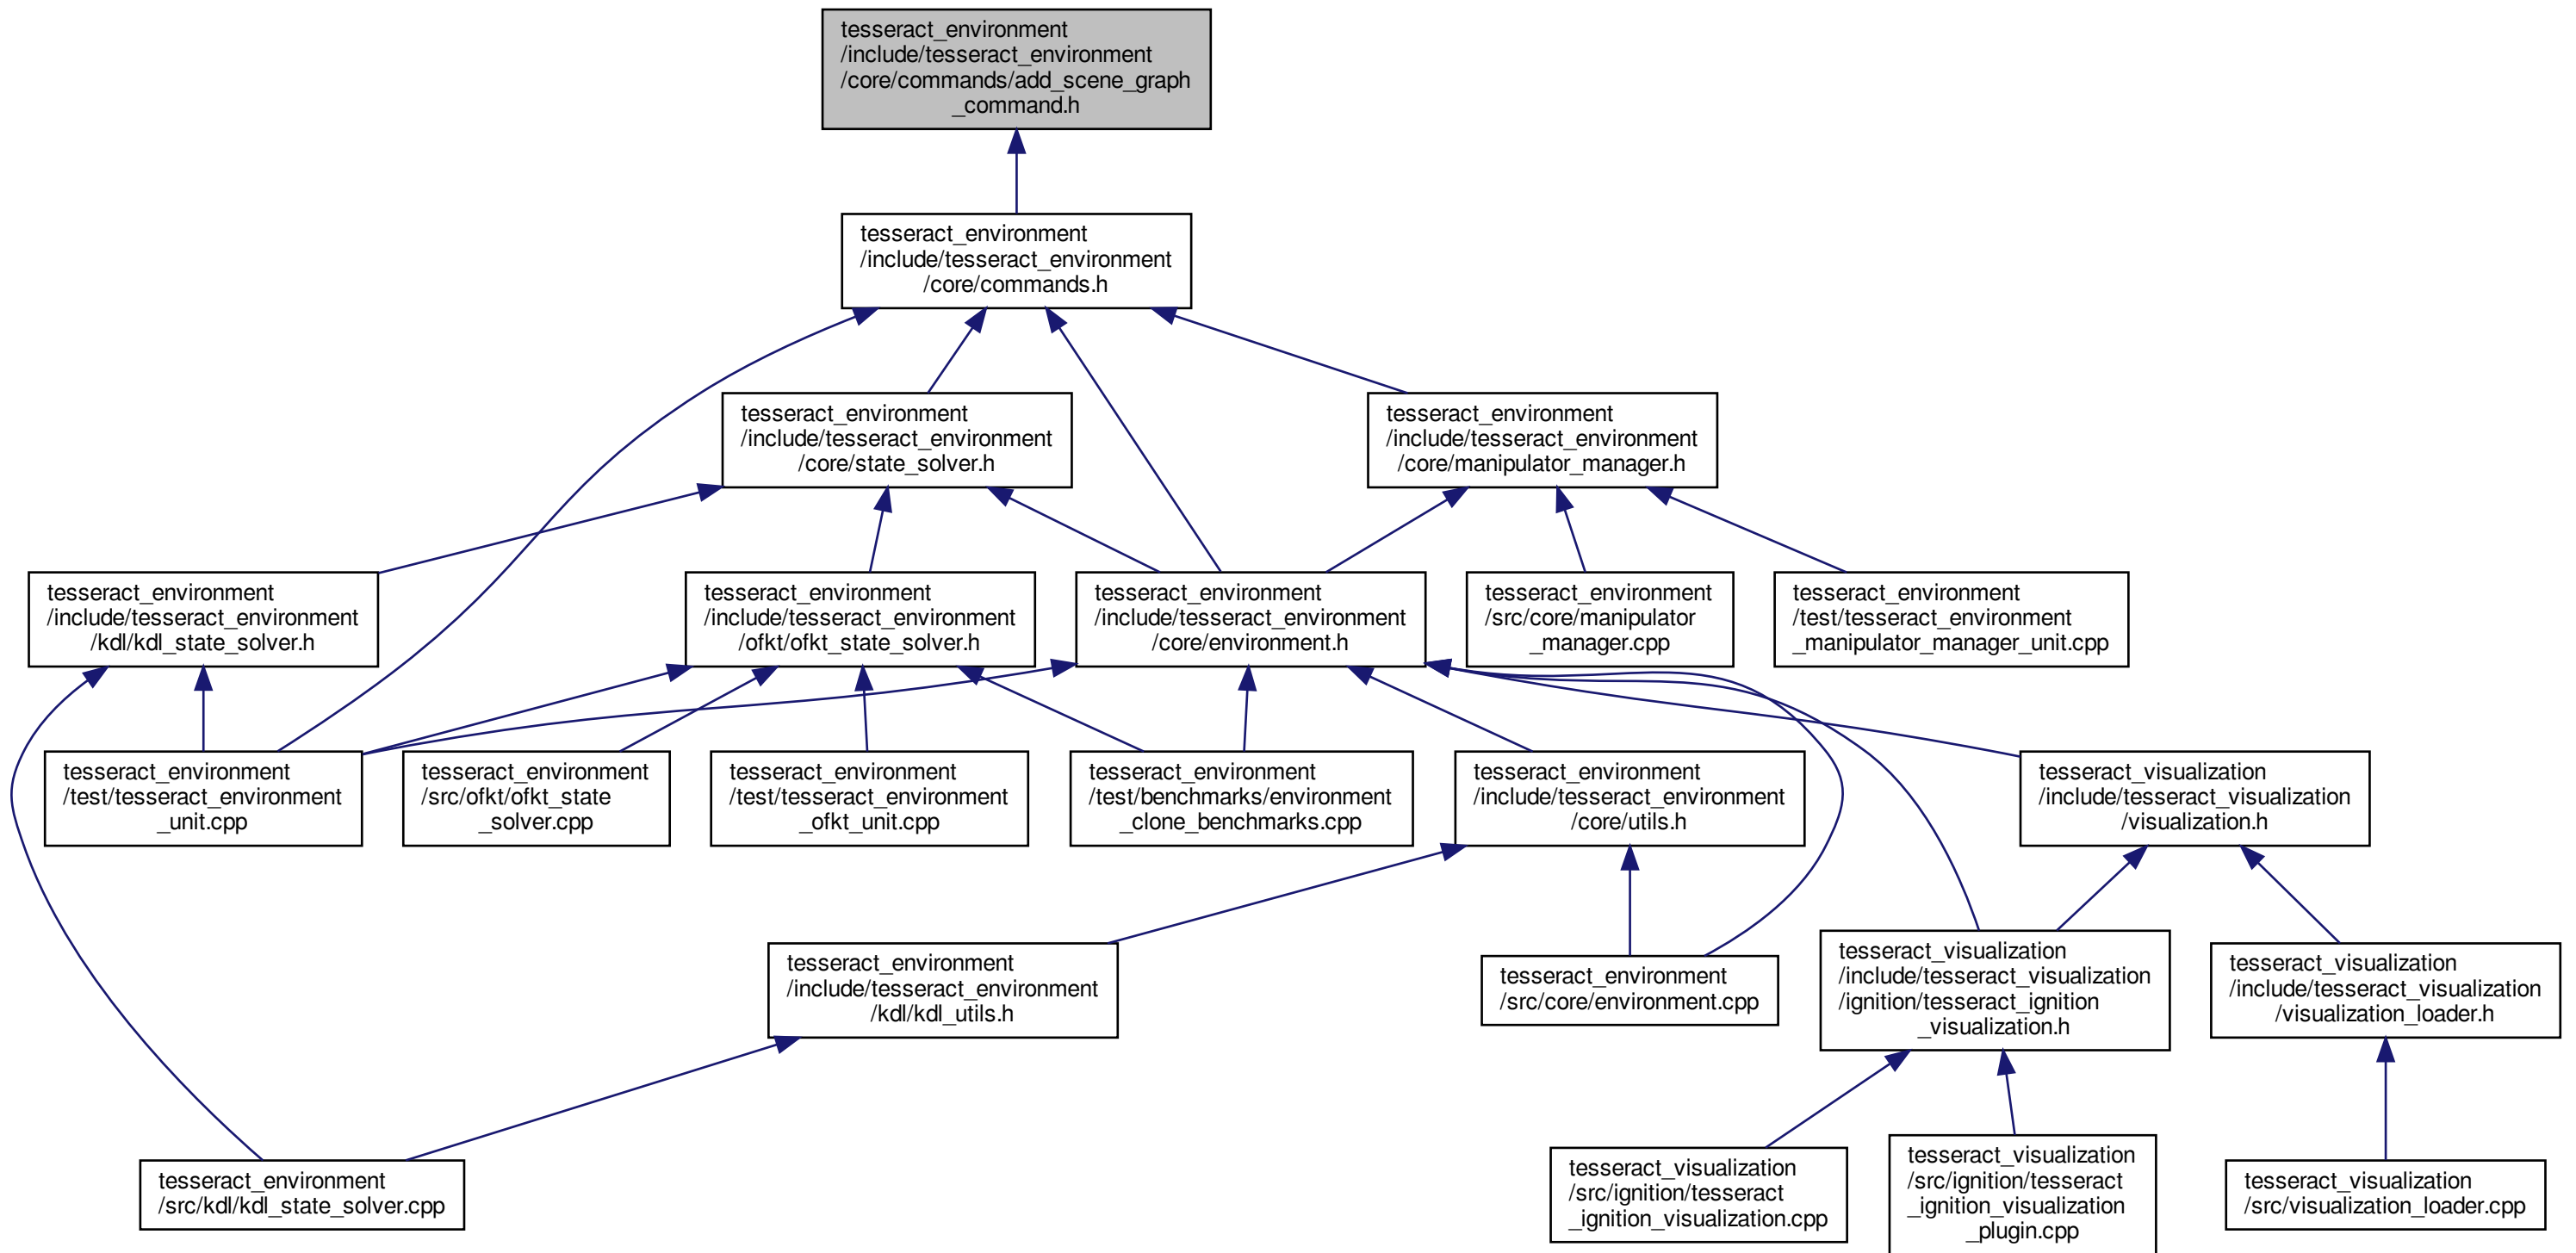 tesseract_environment
/include/tesseract_environment
/core/commands/add_scene_graph
_command.h
tesseract_environment
/include/tesseract_environment
/core/commands.h
tesseract_environment
/include/tesseract_environment
/core/state_solver.h
tesseract_environment
/include/tesseract_environment
/core/manipulator_manager.h
tesseract_environment
/include/tesseract_environment
/kdl/kdl_state_solver.h
tesseract_environment
/include/tesseract_environment
/ofkt/ofkt_state_solver.h
tesseract_environment
/include/tesseract_environment
/core/environment.h
tesseract_environment
/src/core/manipulator
_manager.cpp
tesseract_environment
/test/tesseract_environment
_manipulator_manager_unit.cpp
tesseract_environment
/test/tesseract_environment
_unit.cpp
tesseract_environment
/src/ofkt/ofkt_state
_solver.cpp
tesseract_environment
/test/tesseract_environment
_ofkt_unit.cpp
tesseract_environment
/test/benchmarks/environment
_clone_benchmarks.cpp
tesseract_environment
/include/tesseract_environment
/core/utils.h
tesseract_visualization
/include/tesseract_visualization
/visualization.h
tesseract_environment
/include/tesseract_environment
/kdl/kdl_utils.h
tesseract_environment
/src/core/environment.cpp
tesseract_visualization
/include/tesseract_visualization
/ignition/tesseract_ignition
_visualization.h
tesseract_visualization
/include/tesseract_visualization
/visualization_loader.h
tesseract_environment
/src/kdl/kdl_state_solver.cpp
tesseract_visualization
/src/ignition/tesseract
_ignition_visualization.cpp
tesseract_visualization
/src/ignition/tesseract
_ignition_visualization
_plugin.cpp
tesseract_visualization
/src/visualization_loader.cpp